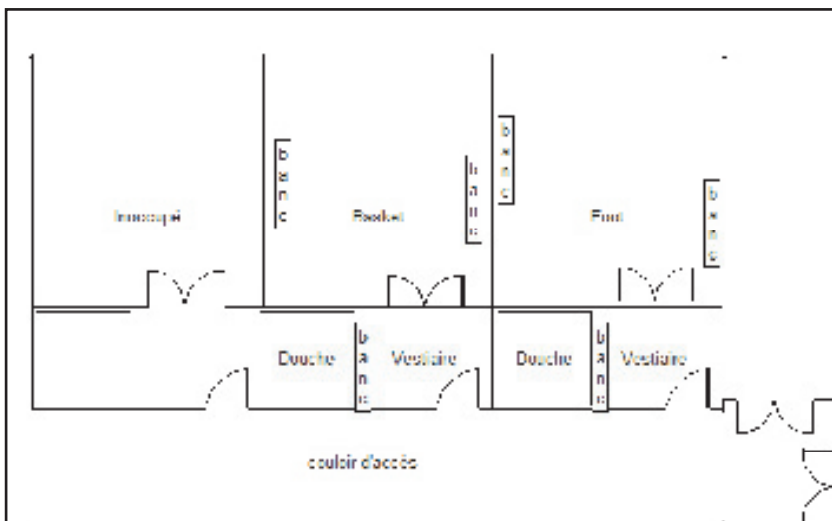 banc
banc
banc
banc
Inoccupé
Basket
Foot
Douche
banc
Vestiaire
Douche
banc
Vestiaire
couloir d'accès